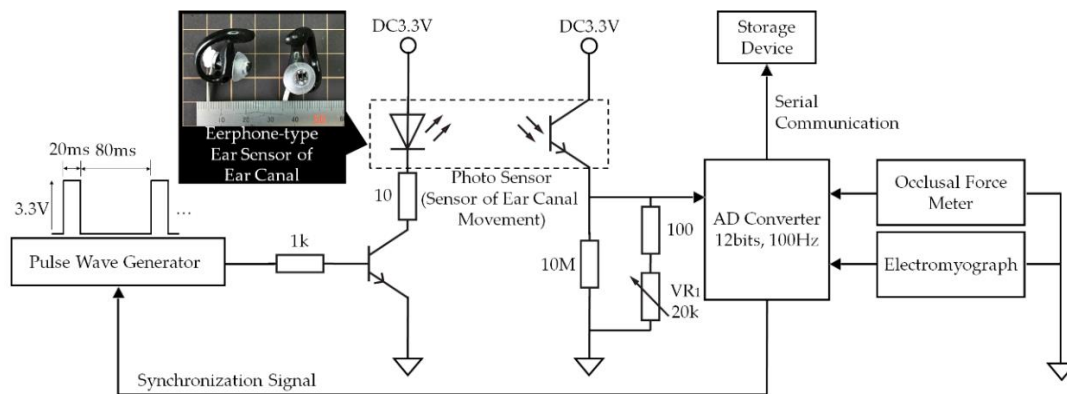 DC3.3V
DC3.3V
Storage
Device
Serial
Communication
Eerphone-type
Ear Sensor of
Ear Canal
20ms 80ms
3.3V
...
Pulse Wave Generator
1k
10
Photo Sensor
(Sensor of Ear Canal
Movement)
10M
100
VR1
20k
AD Converter
12bits, 100Hz
Occlusal Force
Meter
Electromyograph
Synchronization Signal